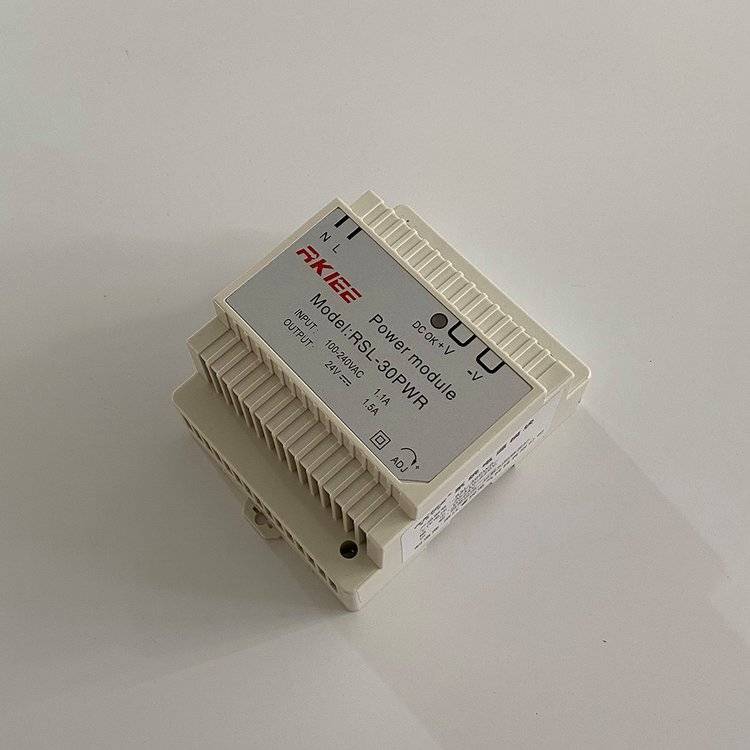 N L
RKIEE
Power module
Model:RSL-30PWR
INPUT: 100-240VAC 1.1A
OUTPUT: 24V⎓ 1.5A
DC OK +V -V
ADJ +